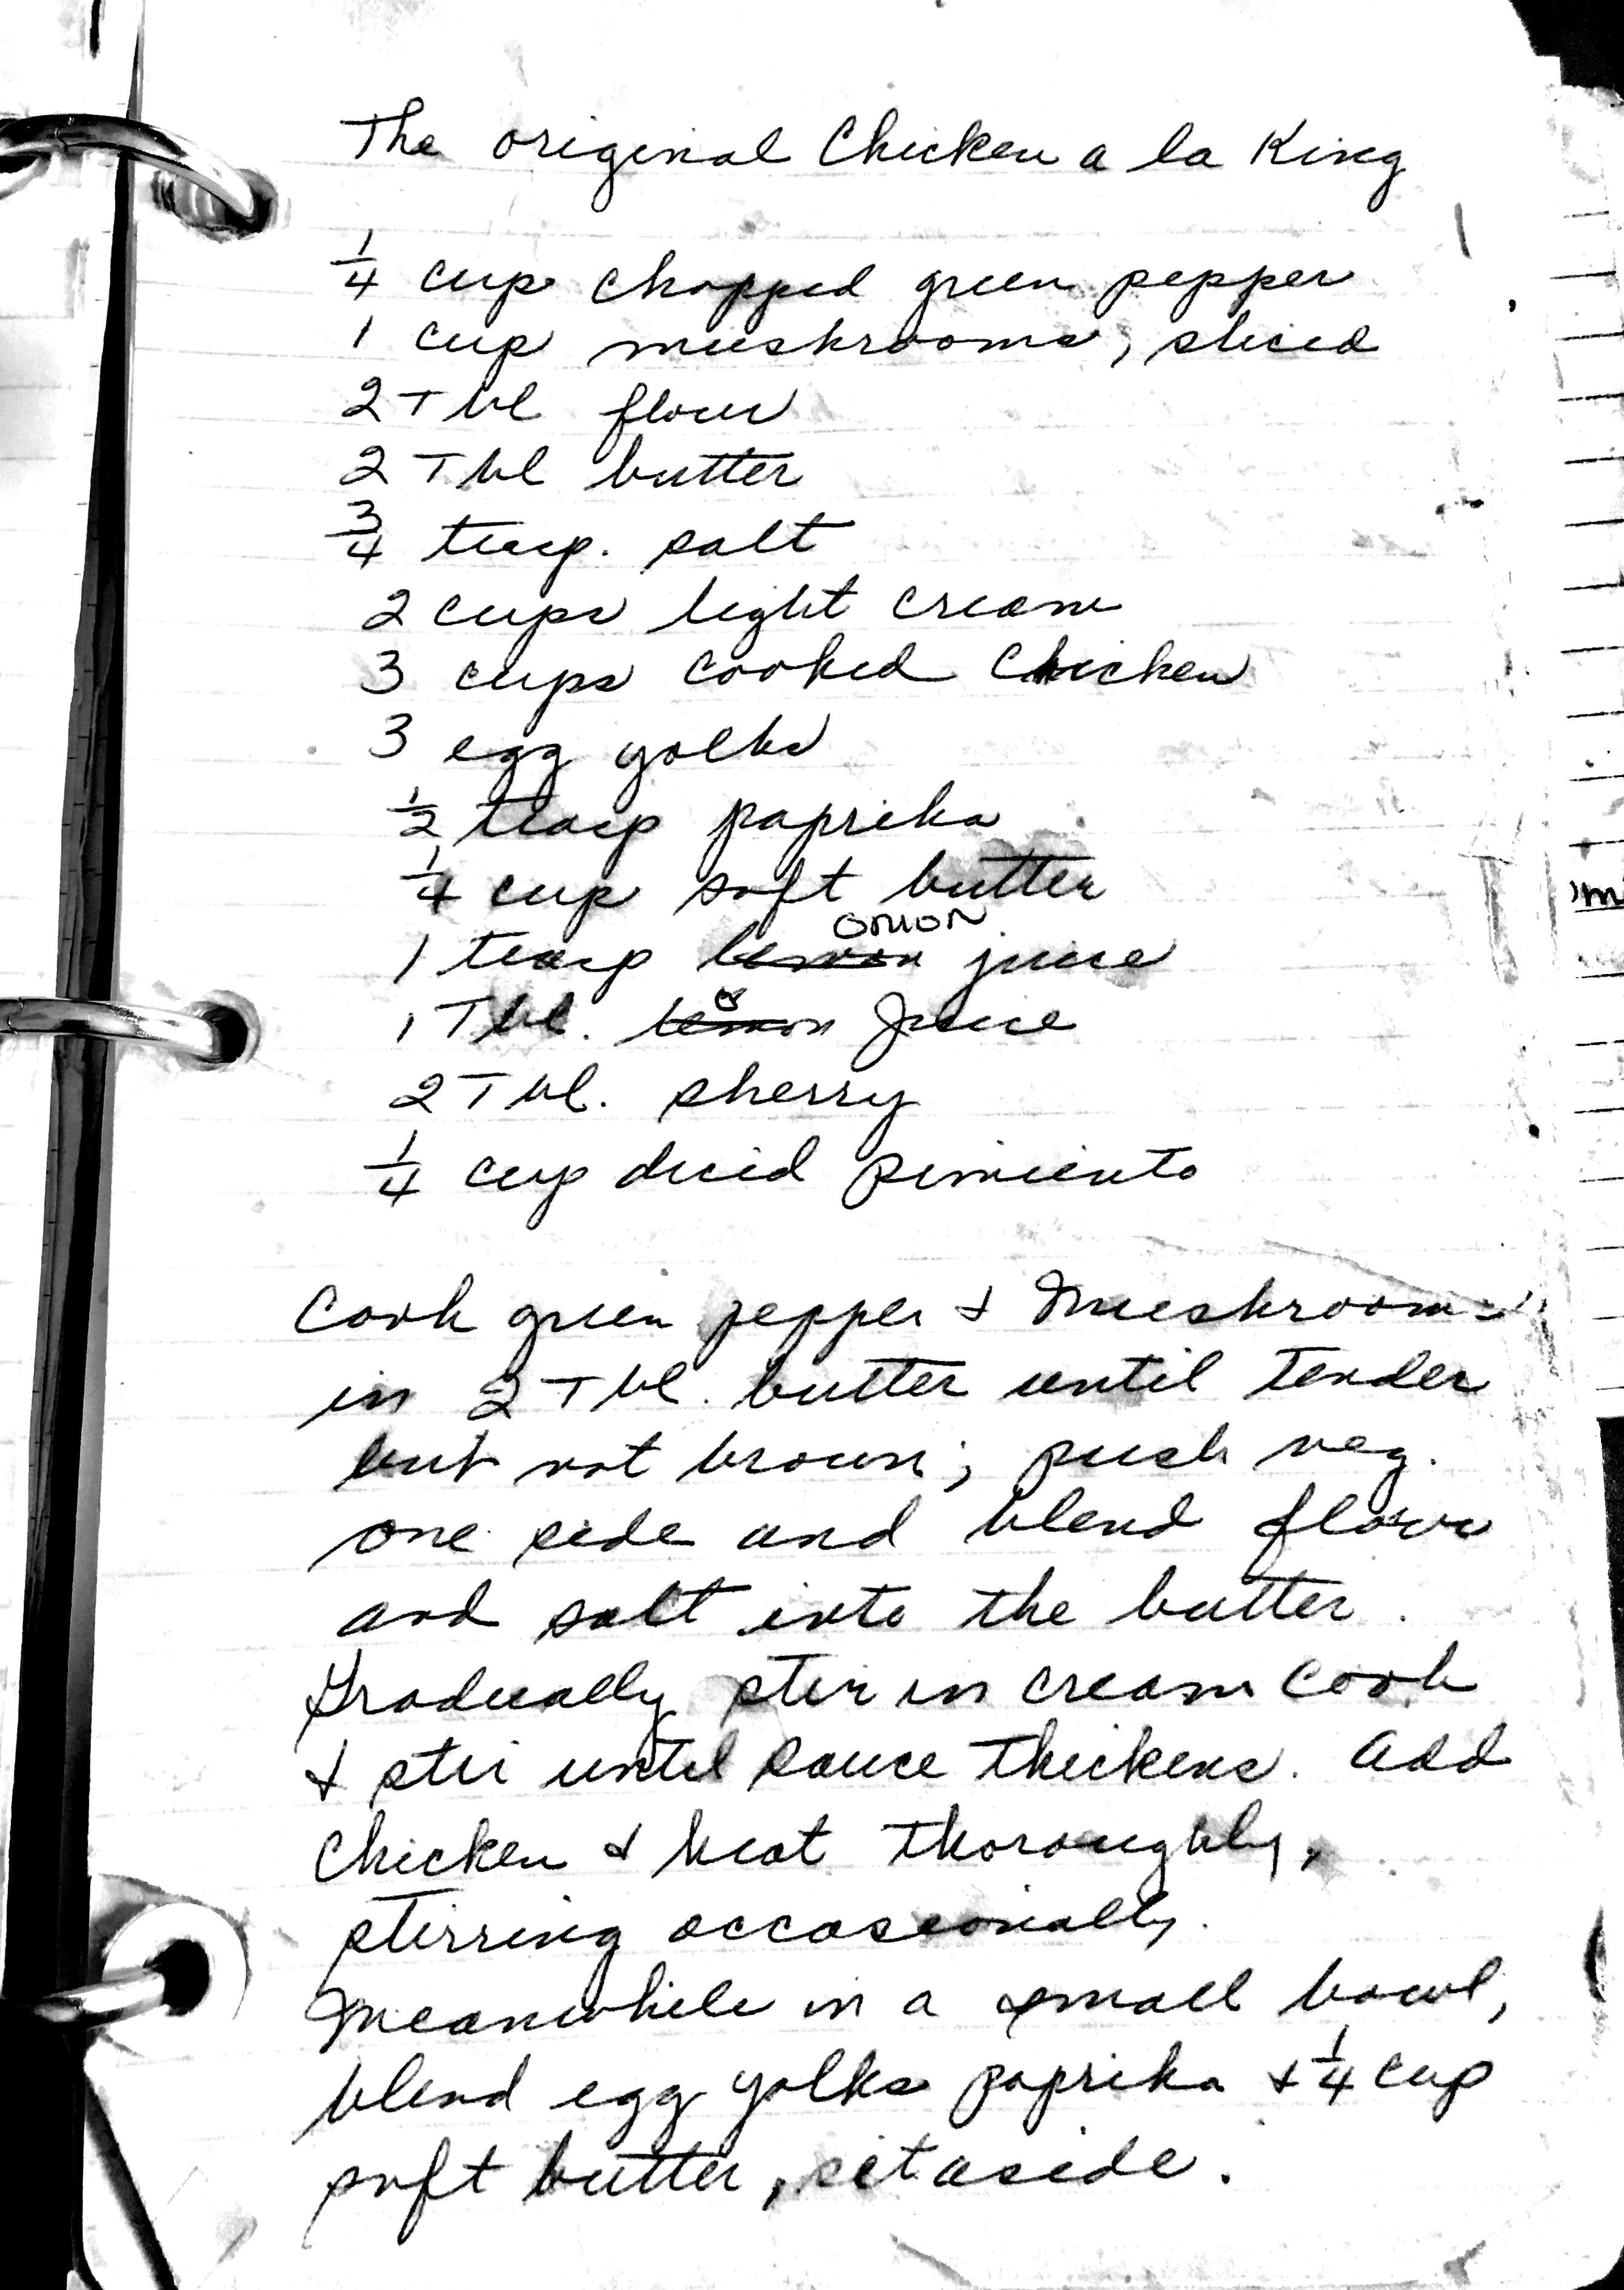 The original Chicken a la King
1/4 cup chopped green pepper
1 cup mushrooms, sliced
2 Tbl flour
2 Tbl butter
3/4 teasp. salt
2 cups light cream
3 cups cooked chicken
3 egg yolks
1/2 teasp paprika
1/4 cup soft butter
ONION
1 teasp lemon juice
1 Tbl. lemon Juice
2 Tbl. sherry
1/4 cup diced pimiento
Cook green pepper & Mushrooms
in 2 Tbl. butter until tender
but not brown; push veg.
one side and blend flour
and salt into the butter.
Gradually stir in cream cook
& stir until sauce thickens. Add
Chicken & heat thoroughly,
stirring occasionally.
Meanwhile in a small bowl,
blend egg yolks paprika & 1/4 cup
soft butter, set aside.